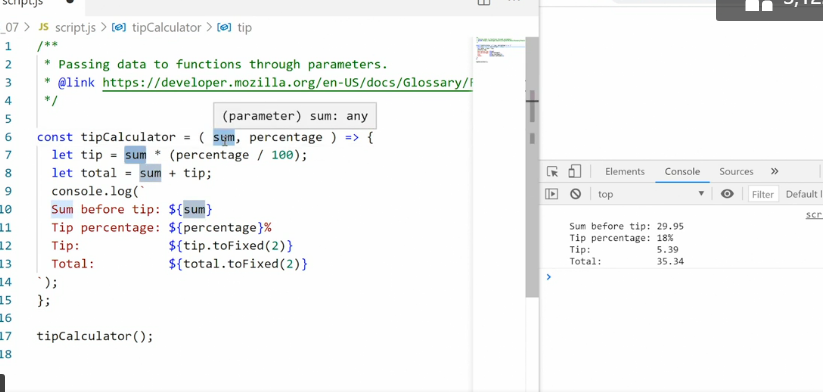 script.js
_07 > JS script.js > tipCalculator > tip
1 /**
2  * Passing data to functions through parameters.
3  * @link https://developer.mozilla.org/en-US/docs/Glossary/
4  */
5
(parameter) sum: any
6 const tipCalculator = ( sum, percentage ) => {
7   let tip = sum * (percentage / 100);
8   let total = sum + tip;
9   console.log(`
10   Sum before tip: ${sum}
11   Tip percentage: ${percentage}%
12   Tip:            ${tip.toFixed(2)}
13   Total:          ${total.toFixed(2)}
14 `);
15 };
16
17 tipCalculator();
18
Elements Console Sources »
top Filter Default l
scr
Sum before tip: 29.95
Tip percentage: 18%
Tip:            5.39
Total:          35.34
>